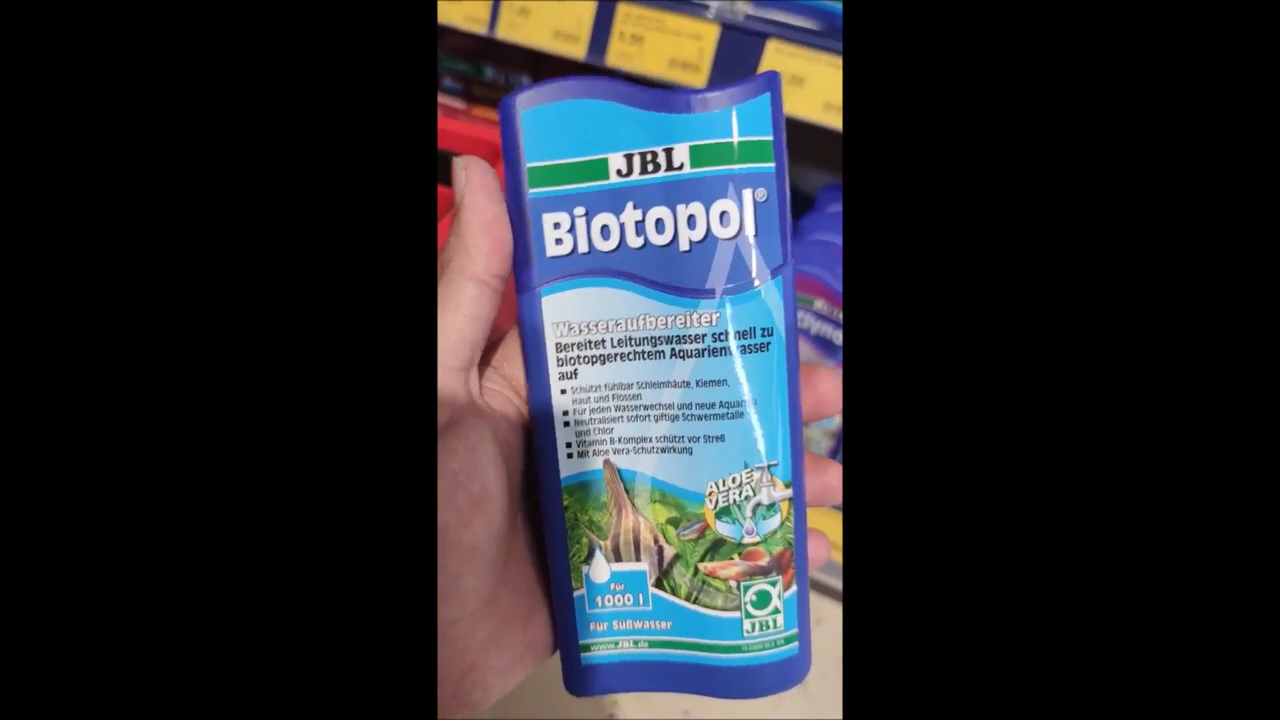 JBL
Biotopol®
Wasseraufbereiter
Bereitet Leitungswasser schnell zu
biotopgerechtem Aquarienwasser
auf
Schützt fühlbar Schleimhäute, Kiemen,
Haut und Flossen
Für jeden Wasserwechsel und neue Aquarien
Neutralisiert sofort giftige Schwermetalle
und Chlor
Vitamin B-Komplex schützt vor Streß
Mit Aloe Vera-Schutzwirkung
ALOE
VERA
Für
1000 l
Für Süßwasser
JBL
www.JBL.de